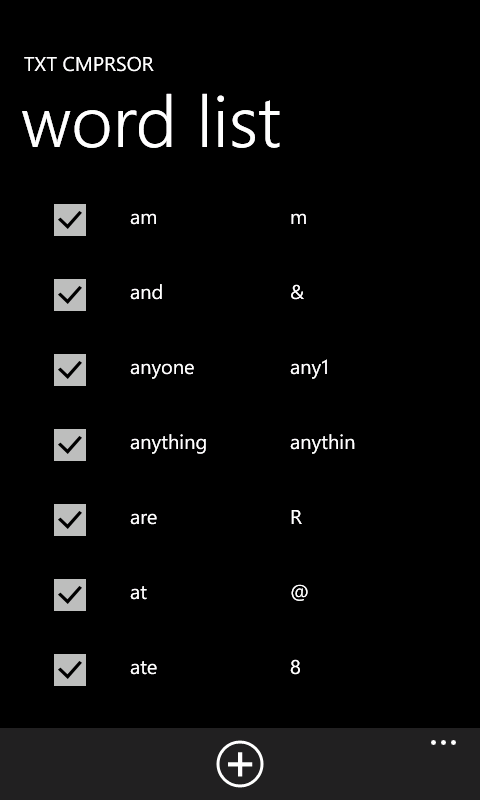 TXT CMPRSOR
word list
am m
and &
anyone any1
anything anythin
are R
at @
ate 8